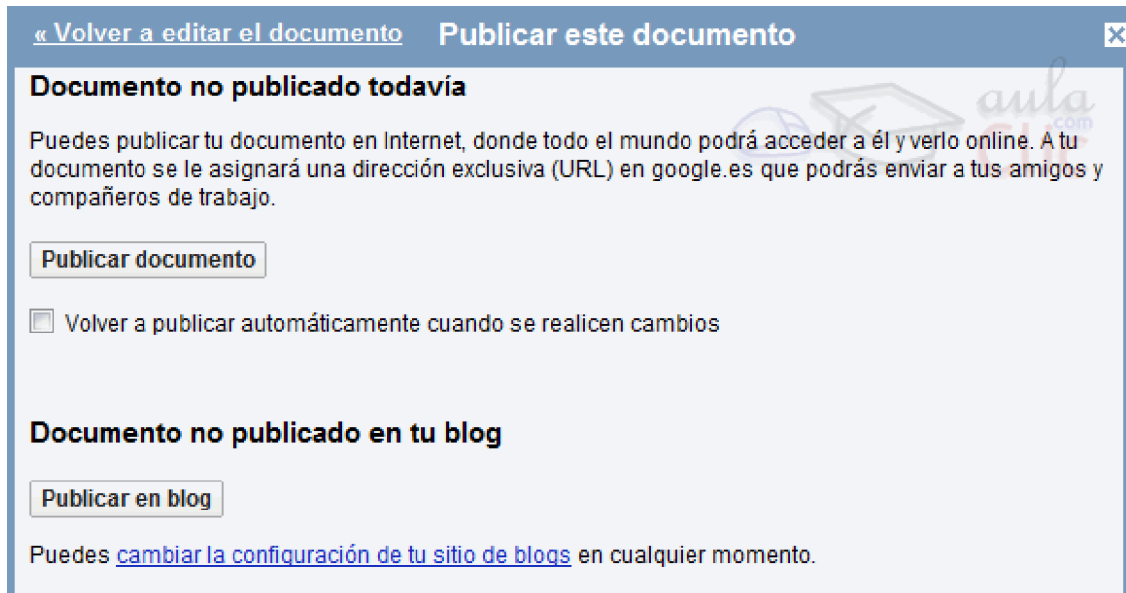 « Volver a editar el documento Publicar este documento
Documento no publicado todavía
aula
.com
Clic
Puedes publicar tu documento en Internet, donde todo el mundo podrá acceder a él y verlo online. A tu
documento se le asignará una dirección exclusiva (URL) en google.es que podrás enviar a tus amigos y
compañeros de trabajo.
Publicar documento
Volver a publicar automáticamente cuando se realicen cambios
Documento no publicado en tu blog
Publicar en blog
Puedes cambiar la configuración de tu sitio de blogs en cualquier momento.